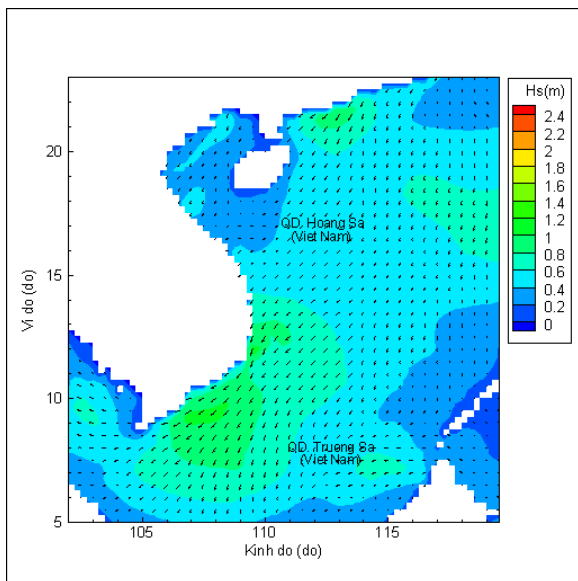 Hs(m)
2.4
2.2
2
1.8
1.6
1.4
1.2
1
0.8
0.6
0.4
0.2
0
20
15
10
5
Vi do (do)
QD. Hoang Sa
(Viet Nam)
QD. Truong Sa
(Viet Nam)
105
110
115
Kinh do (do)